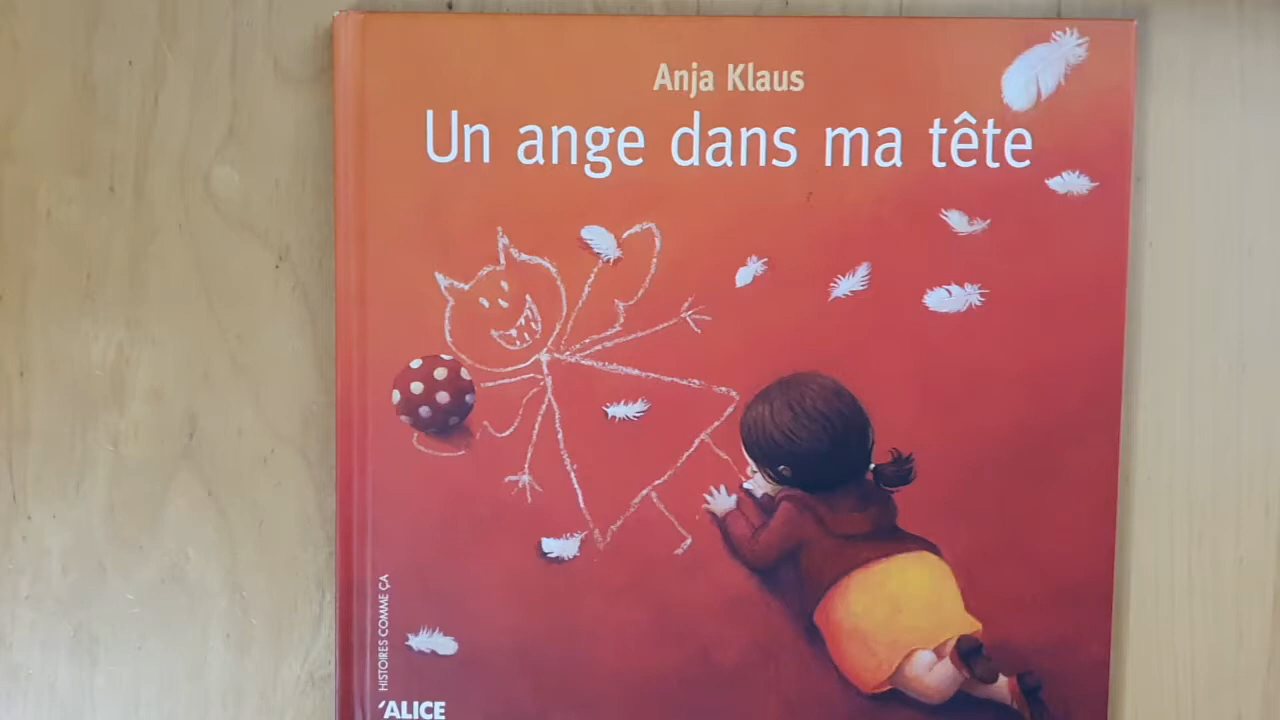 Anja Klaus
Un ange dans ma tête
HISTOIRES COMME ÇA
'ALICE